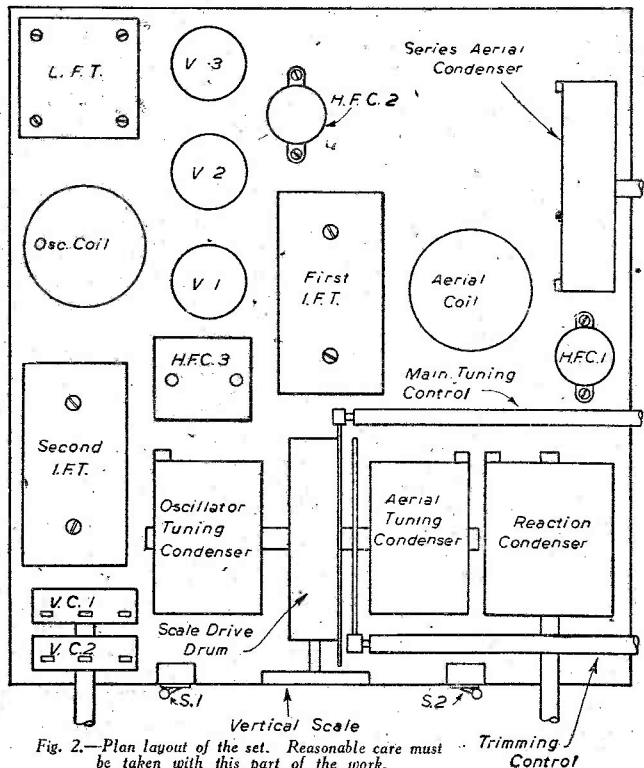 L.F.T.
V 3
H.F.C.2
Series Aerial
Condenser
V 2
Osc. Coil
V 1
First
I.F.T.
Aerial
Coil
H.F.C.3
H.F.C.1
Main Tuning
Control
Second
I.F.T.
Oscillator
Tuning
Condenser
Aerial
Tuning
Condenser
Reaction
Condenser
V.C.1
V.C.2
Scale Drive
Drum
S.1
S.2
Vertical Scale
Trimming
Control
Fig. 2.—Plan layout of the set. Reasonable care must
be taken with this part of the work.